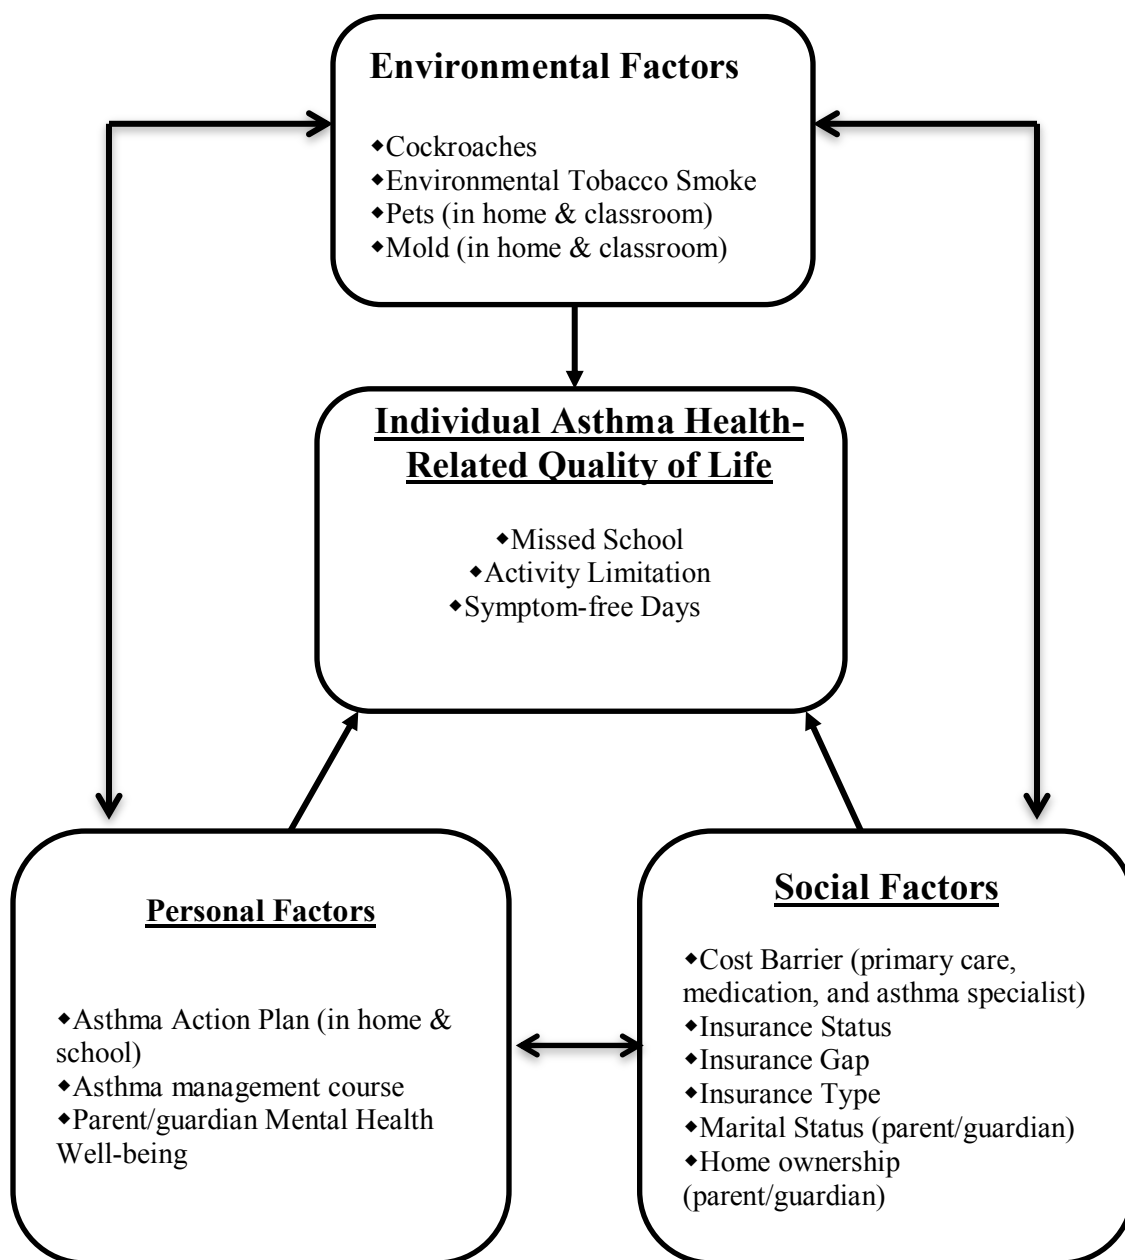 Environmental Factors
◆Cockroaches
◆Environmental Tobacco Smoke
◆Pets (in home & classroom)
◆Mold (in home & classroom)
Individual Asthma Health-
Related Quality of Life
◆Missed School
◆Activity Limitation
◆Symptom-free Days
Personal Factors
◆Asthma Action Plan (in home &
school)
◆Asthma management course
◆Parent/guardian Mental Health
Well-being
Social Factors
◆Cost Barrier (primary care,
medication, and asthma specialist)
◆Insurance Status
◆Insurance Gap
◆Insurance Type
◆Marital Status (parent/guardian)
◆Home ownership
(parent/guardian)